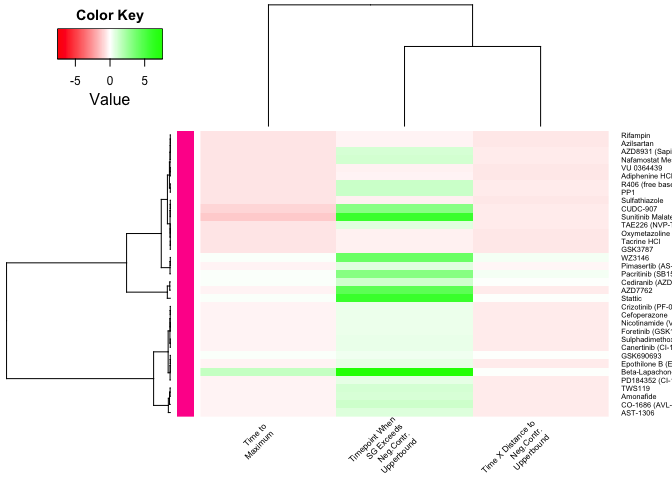 Color Key
-5 0 5
Value
Rifampin
Azilsartan
AZD8931 (Sapi
Nafamostat Me
VU 0364439
Adiphenine HCl
R406 (free base
PP1
Sulfathiazole
CUDC-907
Sunitinib Malate
TAE226 (NVP-T
Oxymetazoline
Tacrine HCl
GSK3787
WZ3146
Pimasertib (AS-
Pacritinib (SB15
Cediranib (AZD
AZD7762
Stattic
Crizotinib (PF-0
Cefoperazone
Nicotinamide (V
Foretinib (GSK1
Sulphadimethox
Canertinib (CI-1
GSK690693
Epothilone B (E
Beta-Lapachon
PD184352 (CI-1
TWS119
Amonafide
CO-1686 (AVL-
AST-1306
Time to
Maximum
Timepoint When
SG Exceeds
Neg.Contr.
Upperbound
Time X Distance to
Neg.Contr.
Upperbound